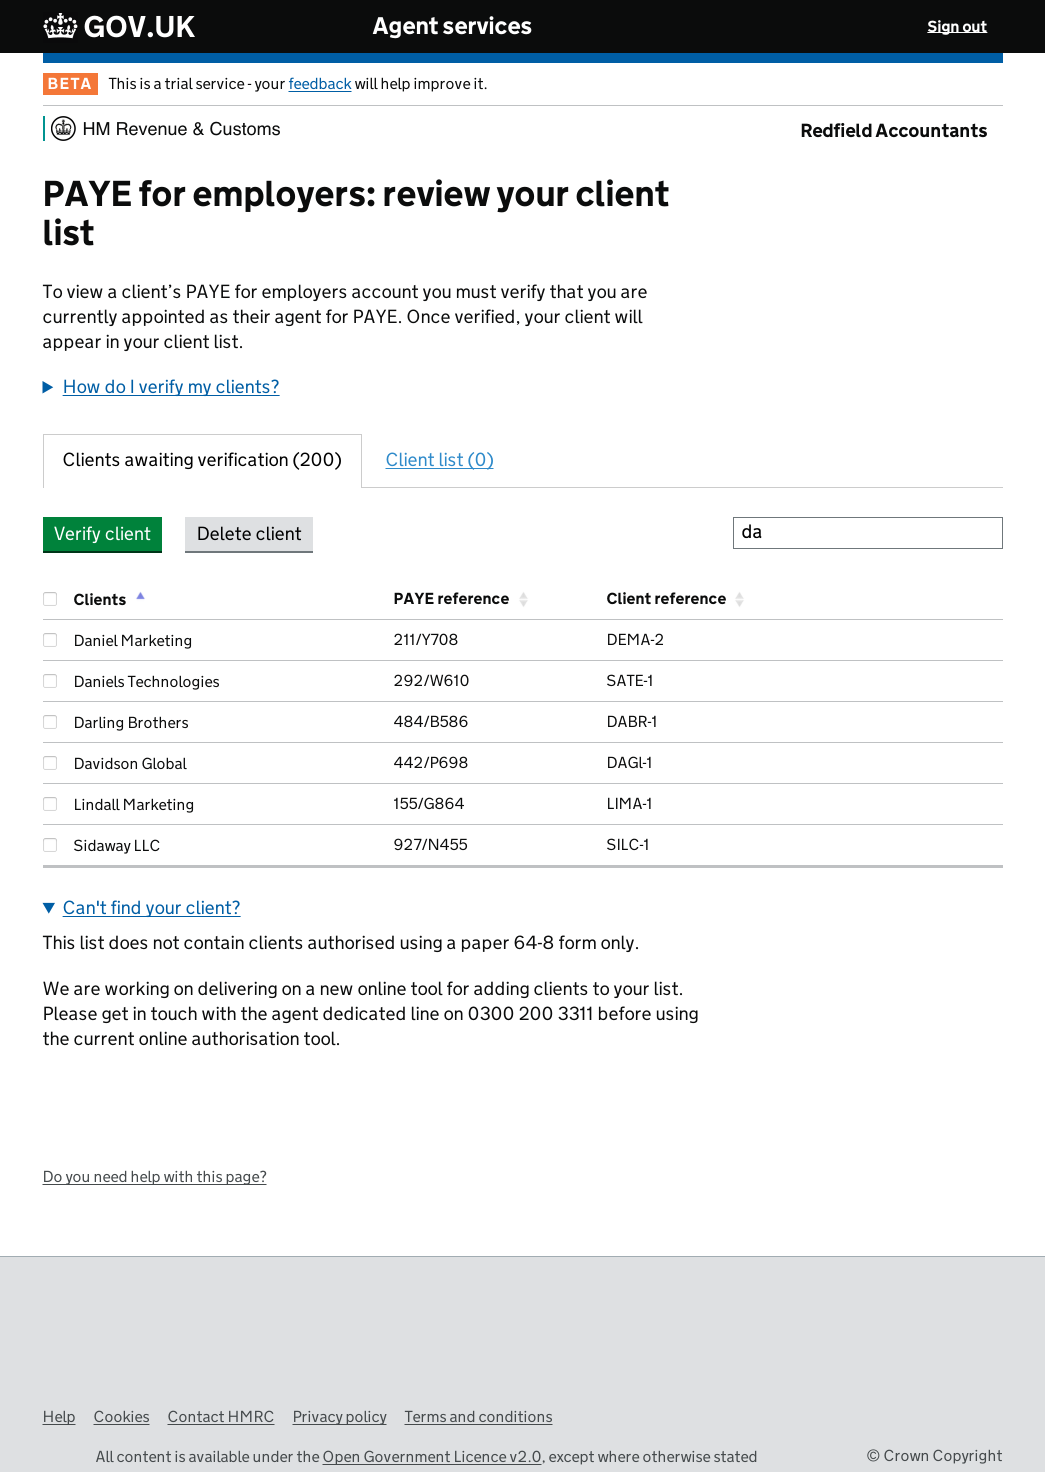 GOV.UK Agent services Sign out
BETA This is a trial service - your feedback will help improve it.
HM Revenue & Customs Redfield Accountants
PAYE for employers: review your client
list
To view a client’s PAYE for employers account you must verify that you are
currently appointed as their agent for PAYE. Once verified, your client will
appear in your client list.
How do I verify my clients?
Clients awaiting verification (200) Client list (0)
Verify client Delete client da
Clients PAYE reference Client reference
Daniel Marketing 211/Y708 DEMA-2
Daniels Technologies 292/W610 SATE-1
Darling Brothers 484/B586 DABR-1
Davidson Global 442/P698 DAGl-1
Lindall Marketing 155/G864 LIMA-1
Sidaway LLC 927/N455 SILC-1
Can't find your client?
This list does not contain clients authorised using a paper 64-8 form only.
We are working on delivering on a new online tool for adding clients to your list.
Please get in touch with the agent dedicated line on 0300 200 3311 before using
the current online authorisation tool.
Do you need help with this page?
Help Cookies Contact HMRC Privacy policy Terms and conditions
All content is available under the Open Government Licence v2.0, except where otherwise stated © Crown Copyright